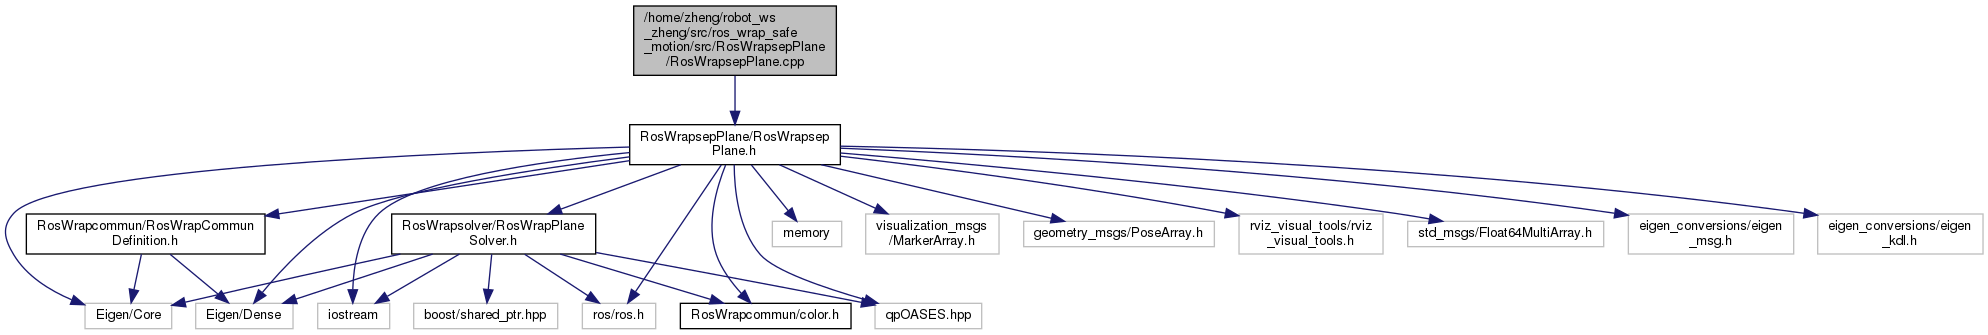 /home/zheng/robot_ws
_zheng/src/ros_wrap_safe
_motion/src/RosWrapsepPlane
/RosWrapsepPlane.cpp
RosWrapsepPlane/RosWrapsep
Plane.h
RosWrapcommun/RosWrapCommun
Definition.h
RosWrapsolver/RosWrapPlane
Solver.h
memory
visualization_msgs
/MarkerArray.h
geometry_msgs/PoseArray.h
rviz_visual_tools/rviz
_visual_tools.h
std_msgs/Float64MultiArray.h
eigen_conversions/eigen
_msg.h
eigen_conversions/eigen
_kdl.h
Eigen/Core
Eigen/Dense
iostream
boost/shared_ptr.hpp
ros/ros.h
RosWrapcommun/color.h
qpOASES.hpp